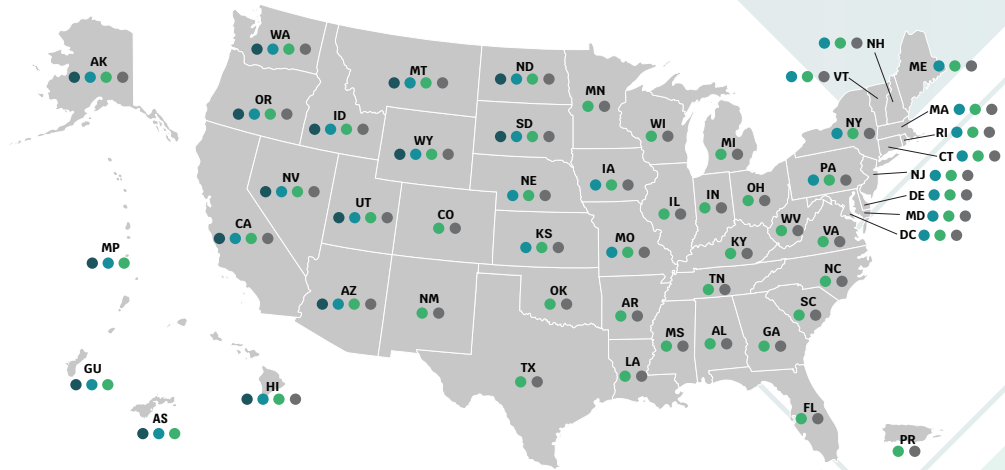 WA
NH
ME
AK
MT
ND
VT
MN
OR
ID
MA
NY
WI
SD
RI
WY
MI
CT
PA
IA
NJ
NV
NE
OH
IN
DE
UT
IL
CO
MD
WV
CA
KS
MO
VA
DC
KY
MP
NC
TN
AZ
OK
NM
AR
SC
MS
AL
GA
LA
TX
GU
HI
FL
AS
PR